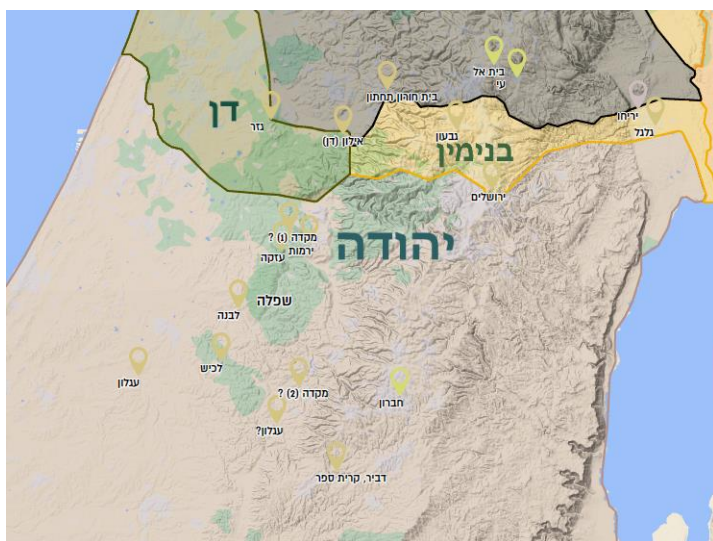 בית אל
עי
בית חורון תחתון
דן
גזר
אילון (דן)
גבעון
יריחו
גלגל
בנימין
ירושלים
מקדה (1) ?
ירמות
עזקה
יהודה
שפלה
לבנה
לכיש
עגלון
מקדה (2) ?
עגלון?
חברון
דביר, קרית ספר